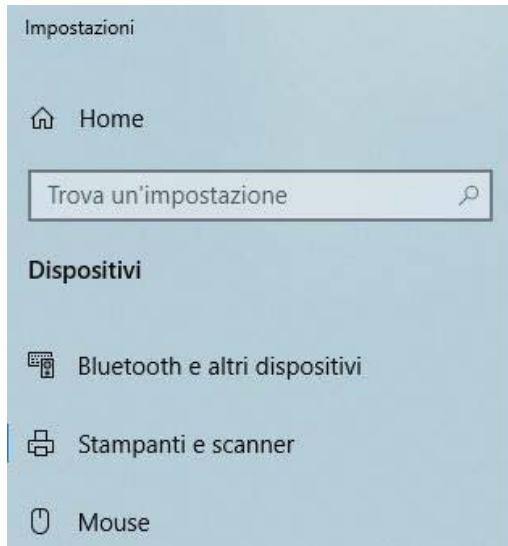 Impostazioni
Home
Trova un'impostazione
Dispositivi
Bluetooth e altri dispositivi
Stampanti e scanner
Mouse